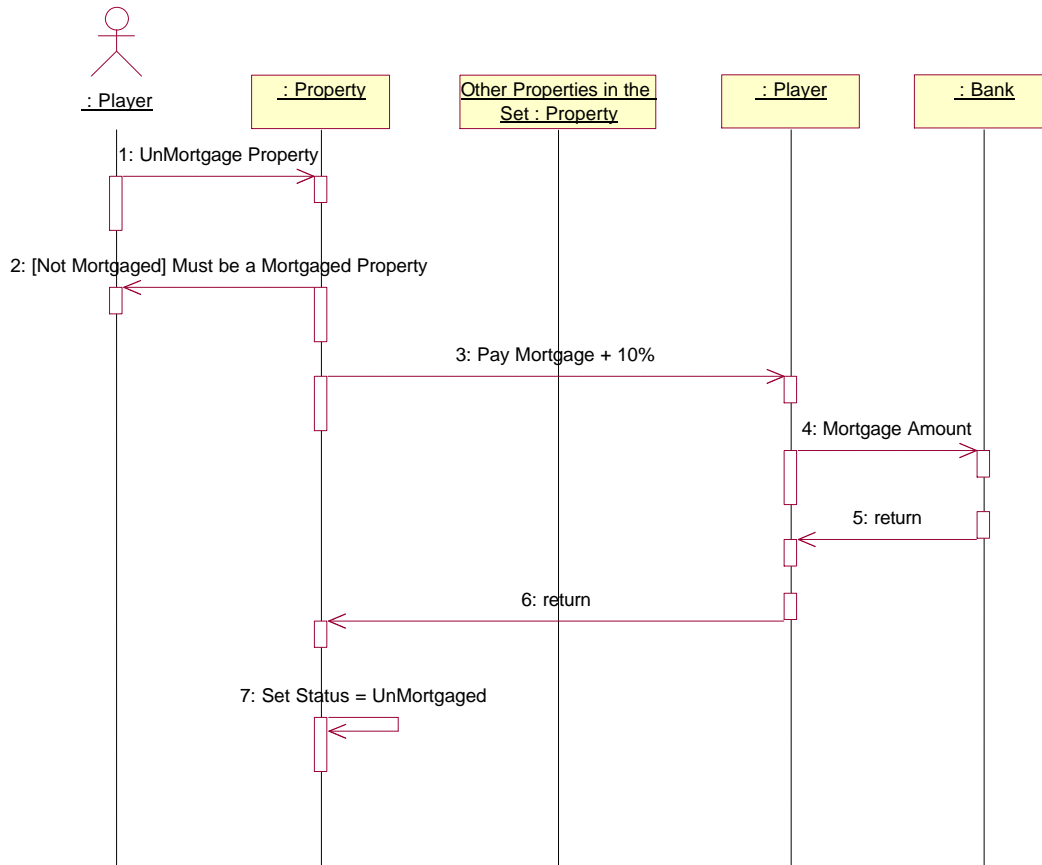 : Player
: Property
Other Properties in the
Set : Property
: Player
: Bank
1: UnMortgage Property
2: [Not Mortgaged] Must be a Mortgaged Property
3: Pay Mortgage + 10%
4: Mortgage Amount
5: return
6: return
7: Set Status = UnMortgaged